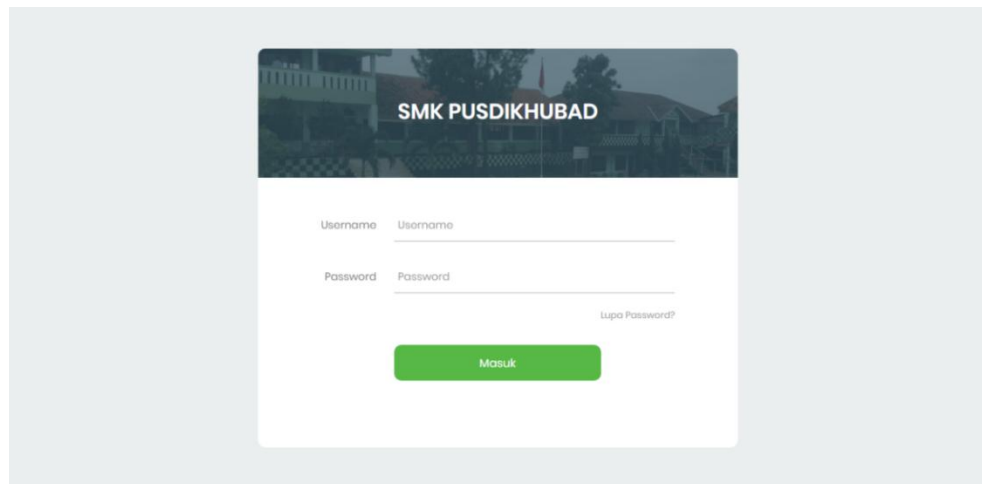 SMK PUSDIKHUBAD
Username Username
Password Password
Lupa Password?
Masuk